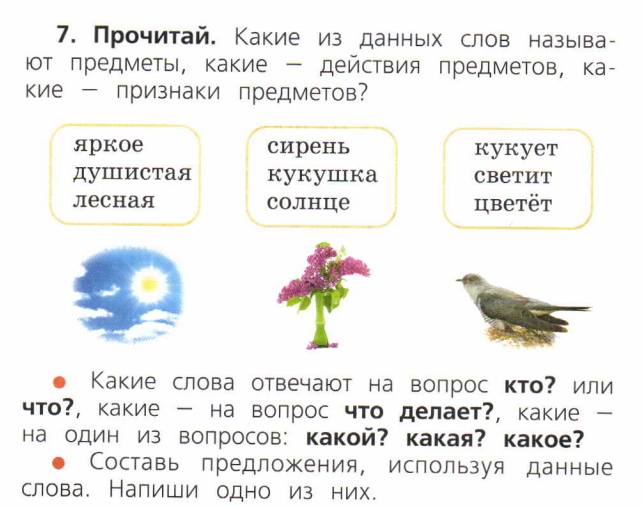 7. Прочитай. Какие из данных слов называ-
ют предметы, какие — действия предметов, ка-
кие — признаки предметов?
яркое
душистая
лесная
сирень
кукушка
солнце
кукует
светит
цветёт
• Какие слова отвечают на вопрос кто? или
что?, какие — на вопрос что делает?, какие —
на один из вопросов: какой? какая? какое?
• Составь предложения, используя данные
слова. Напиши одно из них.